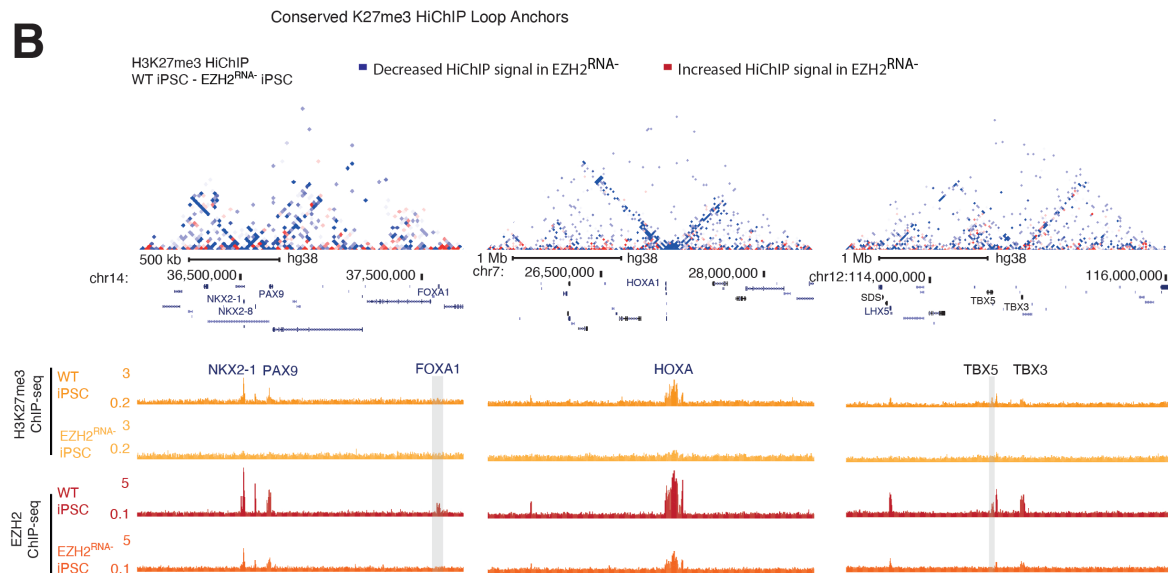 B
Conserved K27me3 HiChIP Loop Anchors
H3K27me3 HiChIP
WT iPSC - EZH2RNA- iPSC
Decreased HiChIP signal in EZH2RNA-
Increased HiChIP signal in EZH2RNA-
500 kb hg38
chr14: 36,500,000 37,500,000
NKX2-1 PAX9 FOXA1
NKX2-8
1 Mb hg38
chr7: 26,500,000 28,000,000
HOXA1
1 Mb hg38
chr12:114,000,000 116,000,000
SDS TBX5 TBX3
LHX5
NKX2-1 PAX9 FOXA1 HOXA TBX5 TBX3
H3K27me3
ChIP-seq
WT
iPSC
3
0.2
EZH2RNA-
iPSC
3
0.2
EZH2
ChIP-seq
WT
iPSC
5
0.1
EZH2RNA-
iPSC
5
0.1